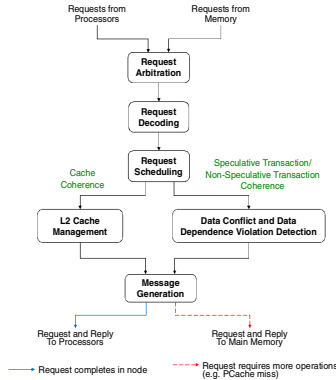 Requests from
Processors
Requests from
Memory
Request
Arbitration
Request
Decoding
Request
Scheduling
Cache
Coherence
Speculative Transaction/
Non-Speculative Transaction
Coherence
L2 Cache
Management
Data Conflict and Data
Dependence Violation Detection
Message
Generation
Request and Reply
To Processors
Request and Reply
To Main Memory
Request completes in node
Request requires more operations
(e.g. PCache miss)